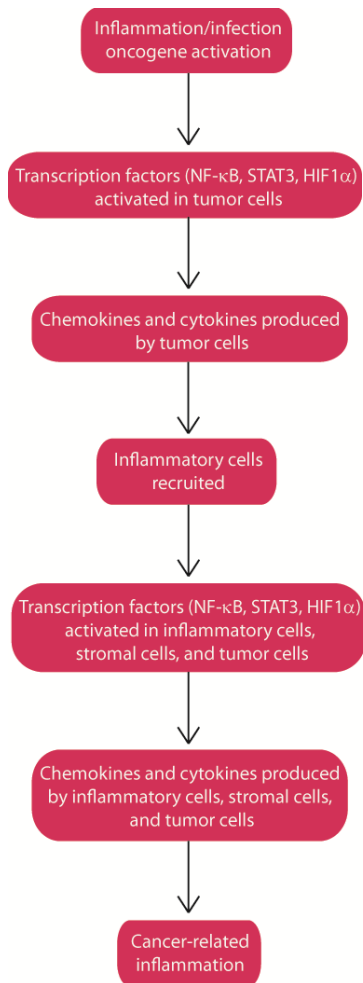 Inflammation/infection
oncogene activation
Transcription factors (NF-κB, STAT3, HIF1α)
activated in tumor cells
Chemokines and cytokines produced
by tumor cells
Inflammatory cells
recruited
Transcription factors (NF-κB, STAT3, HIF1α)
activated in inflammatory cells,
stromal cells, and tumor cells
Chemokines and cytokines produced
by inflammatory cells, stromal cells,
and tumor cells
Cancer-related
inflammation